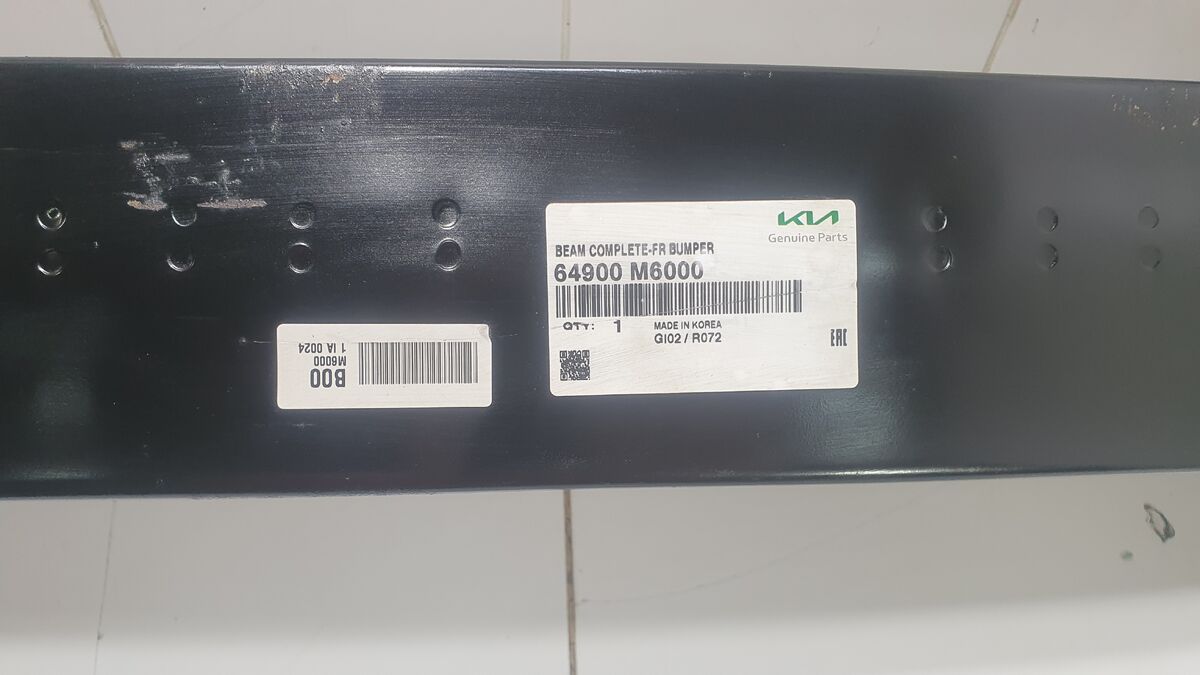 KIA
Genuine Parts
BEAM COMPLETE-FR BUMPER
64900 M6000
QTY: 1
MADE IN KOREA
GI02 / R072
EAC
B00
M6000
1 IA 0024